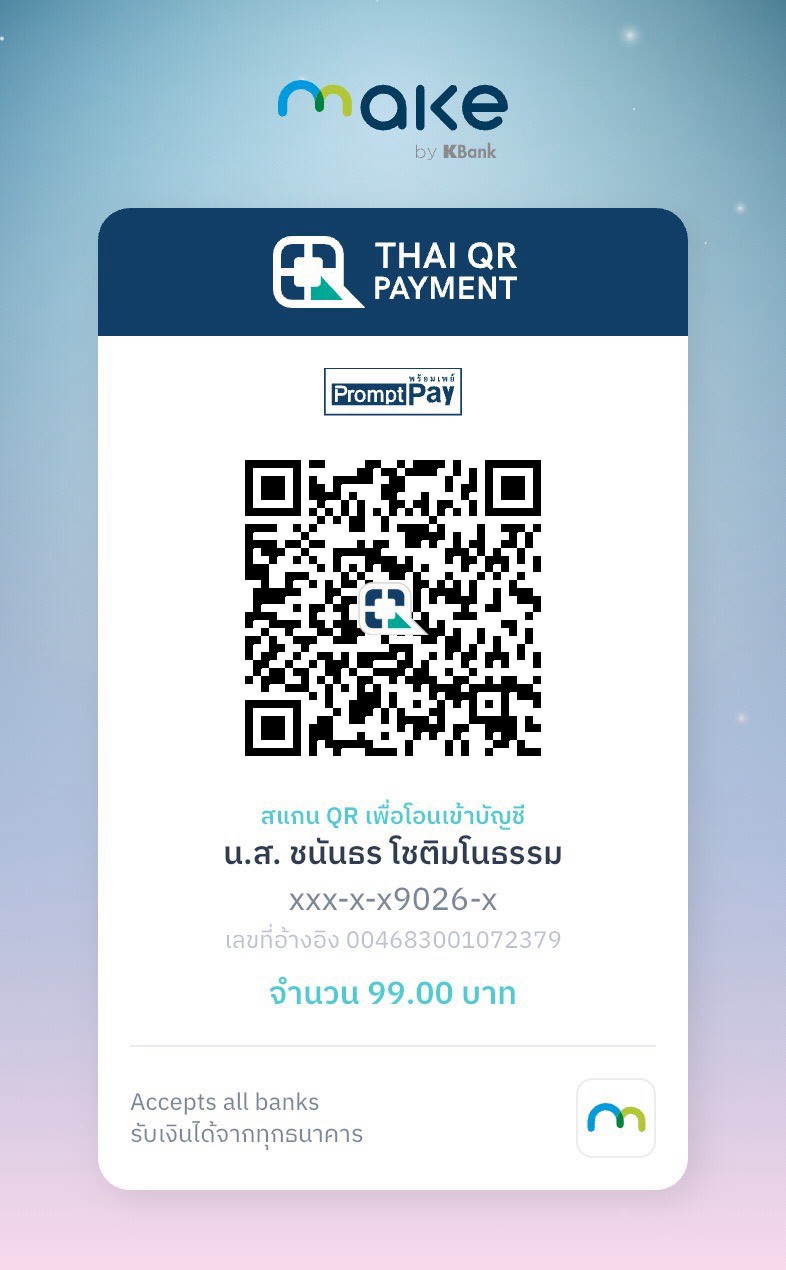 make
by KBank
THAI QR
PAYMENT
พร้อมเพย์
PromptPay
สแกน QR เพื่อโอนเข้าบัญชี
น.ส. ชนันธร โชติมโนธรรม
xxx-x-x9026-x
เลขที่อ้างอิง 004683001072379
จำนวน 99.00 บาท
Accepts all banks
รับเงินได้จากทุกธนาคาร